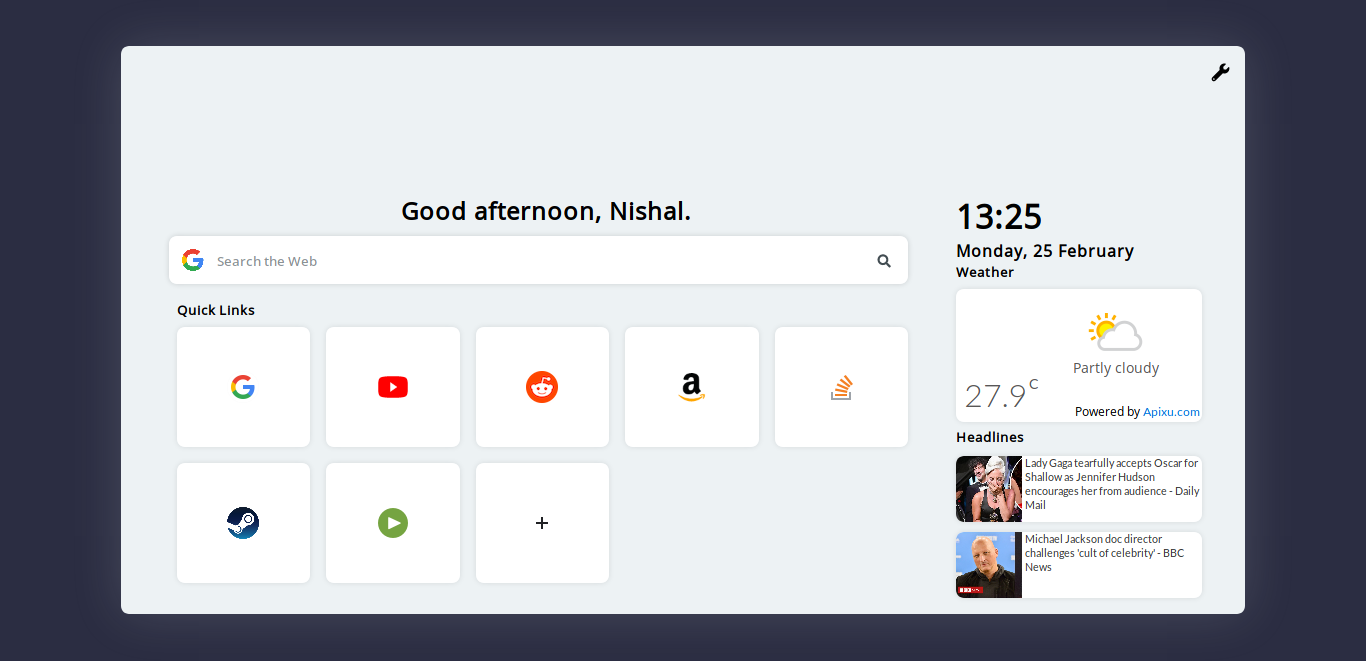 Good afternoon, Nishal.
Search the Web
Quick Links
13:25
Monday, 25 February
Weather
Partly cloudy
27.9 C
Powered by Apixu.com
Headlines
Lady Gaga tearfully accepts Oscar for
Shallow as Jennifer Hudson
encourages her from audience - Daily
Mail
Michael Jackson doc director
challenges 'cult of celebrity' - BBC
News